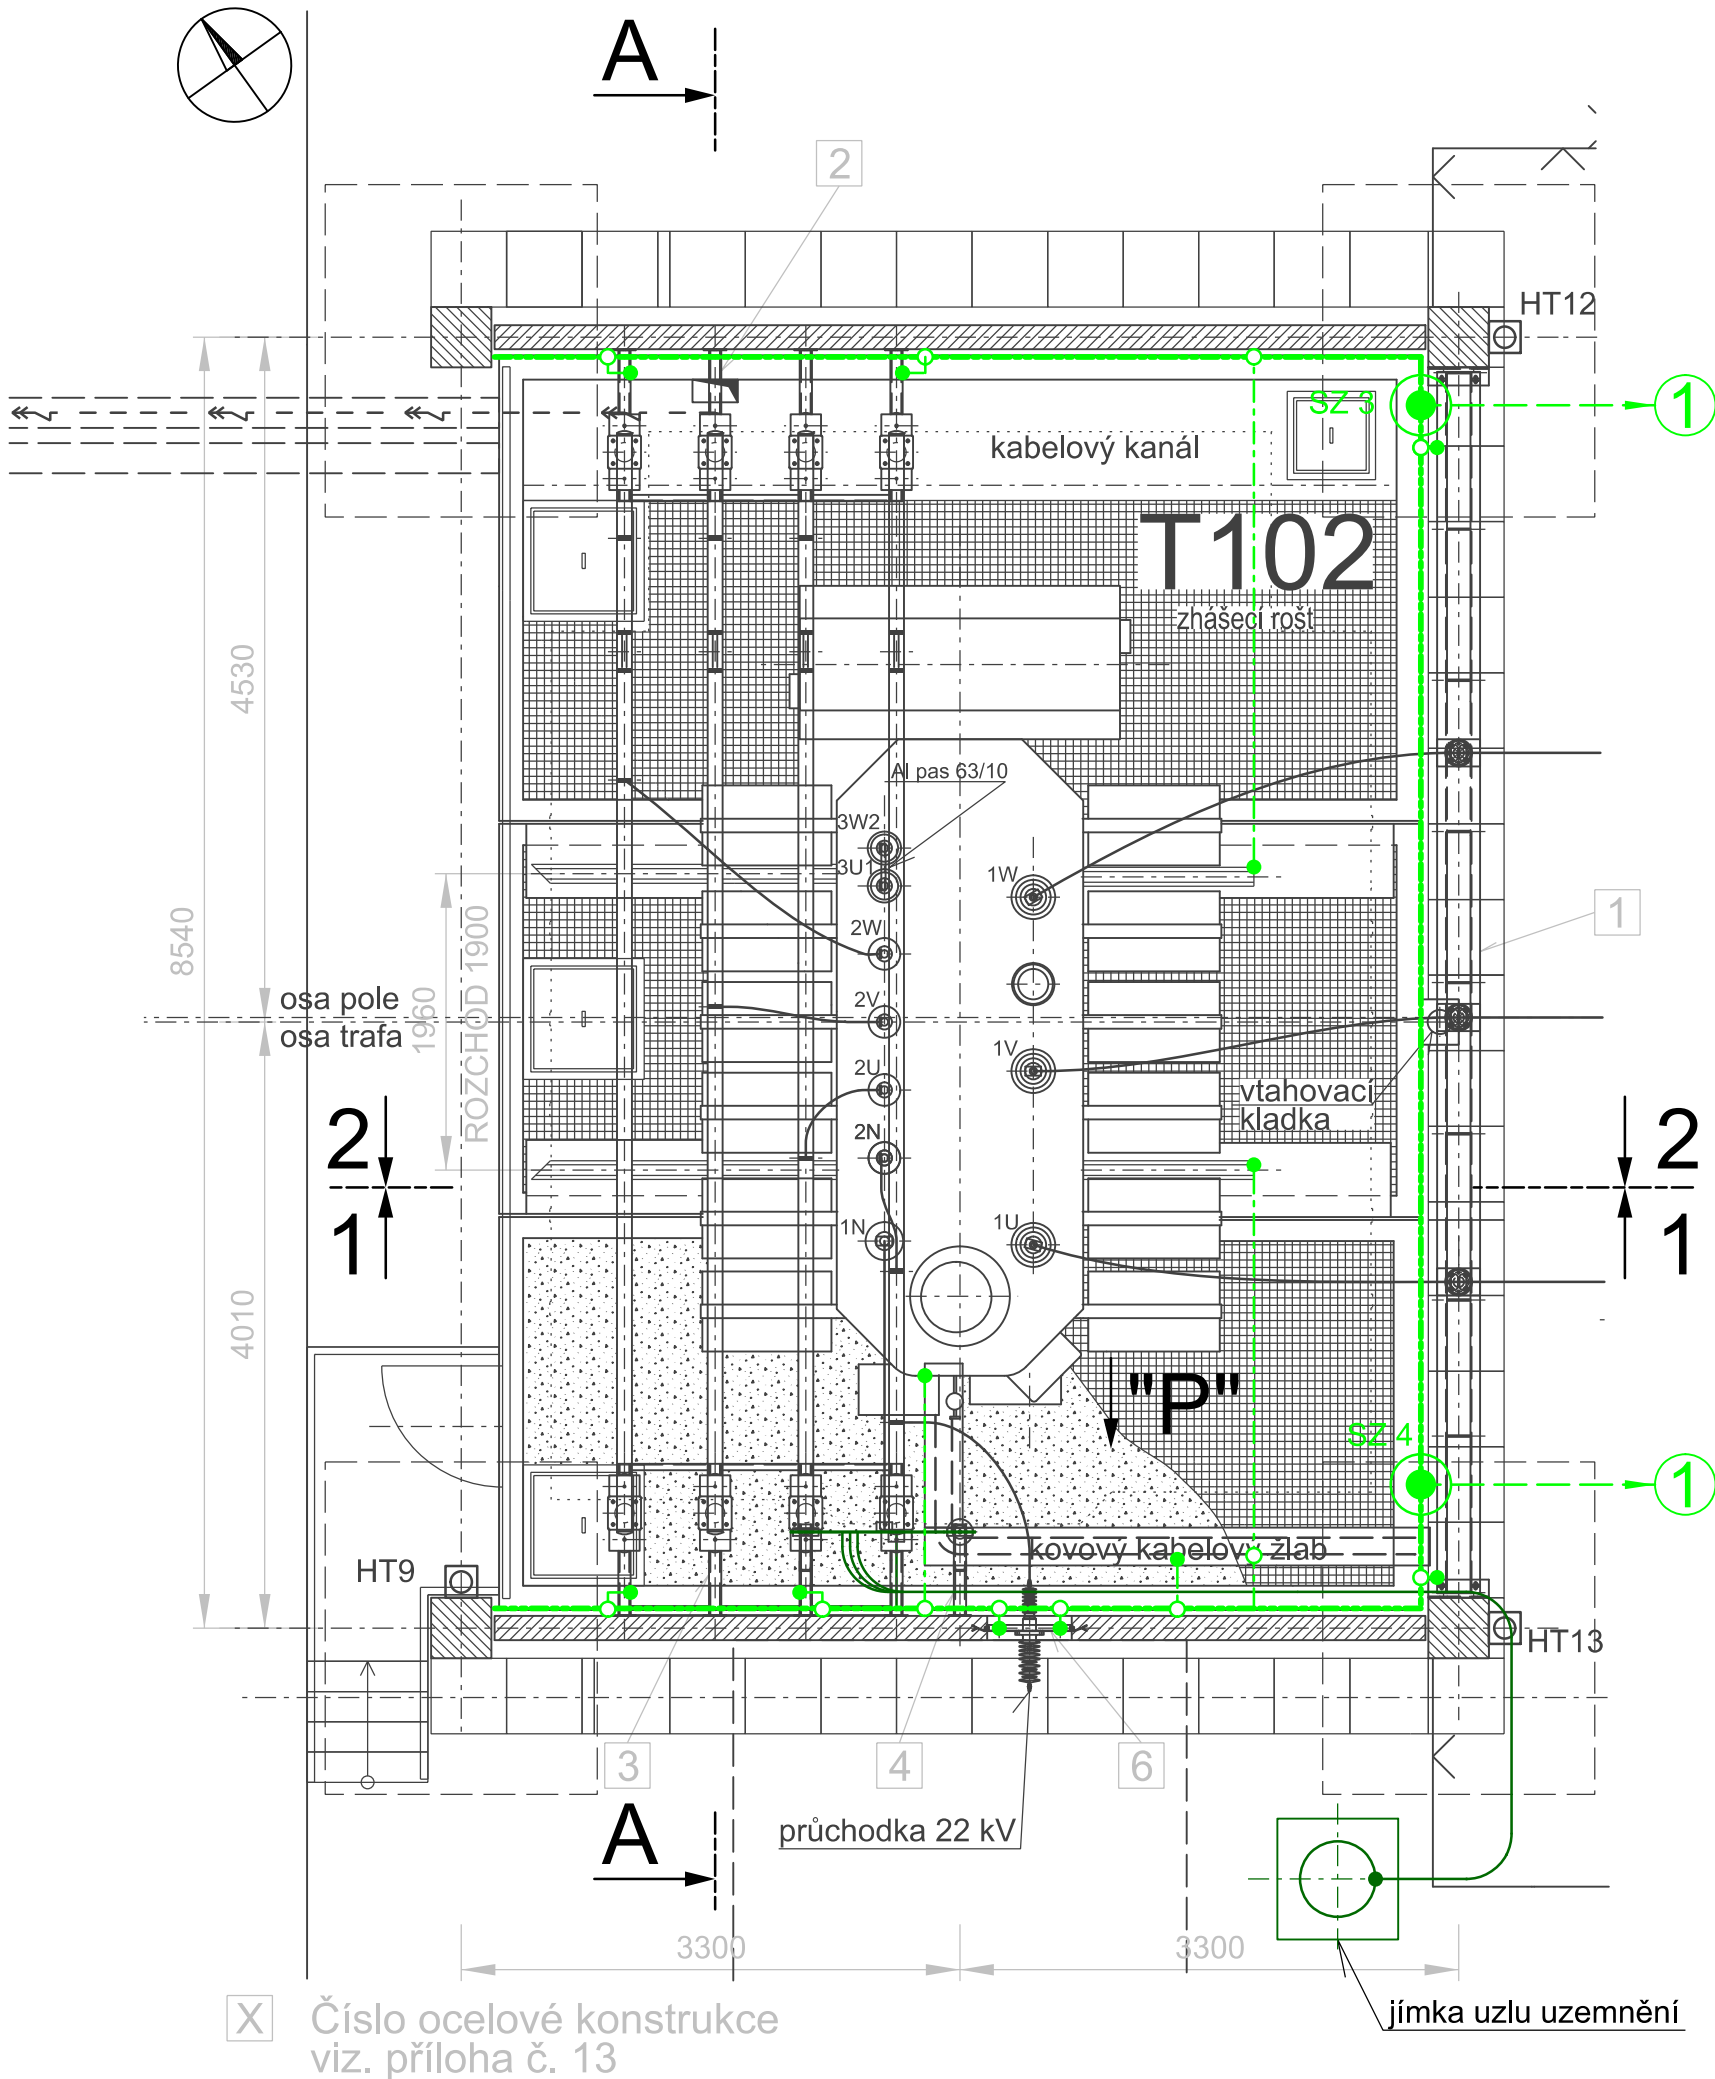 A
2
HT12
SZ 3
1
kabelový kanál
T102
zhášecí rošt
4530
Al pas 63/10
3W2
3U1
1W
1
2W
8540
ROZCHOD 1900
1960
osa pole
osa trafa
2V
1V
2U
vtahovací
kladka
2
2N
2
1
1N
1U
1
4010
"P"
SZ 4
1
kovový kabelový žlab
HT9
HT13
3
4
6
průchodka 22 kV
A
3300
3300
X
Číslo ocelové konstrukce
viz. příloha č. 13
jímka uzlu uzemnění